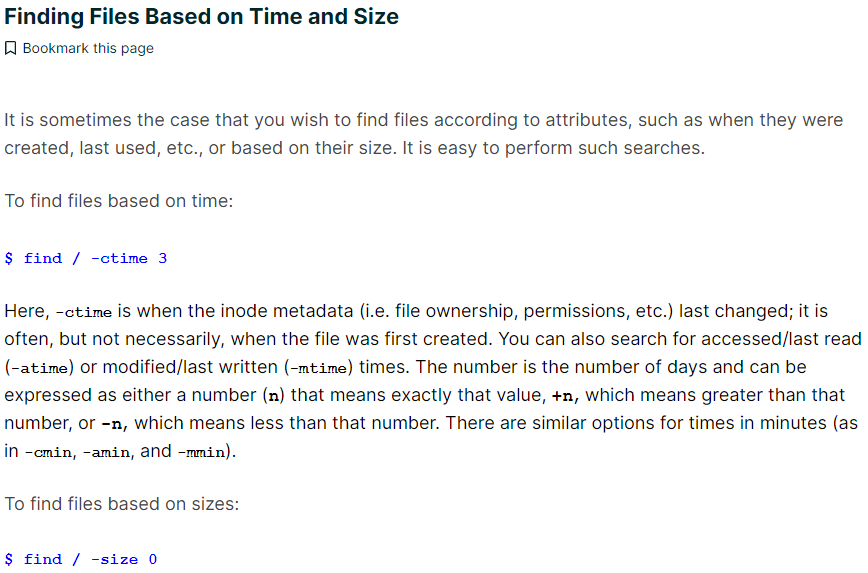 Finding Files Based on Time and Size
Bookmark this page
It is sometimes the case that you wish to find files according to attributes, such as when they were
created, last used, etc., or based on their size. It is easy to perform such searches.
To find files based on time:
$ find / -ctime 3
Here, -ctime is when the inode metadata (i.e. file ownership, permissions, etc.) last changed; it is
often, but not necessarily, when the file was first created. You can also search for accessed/last read
(-atime) or modified/last written (-mtime) times. The number is the number of days and can be
expressed as either a number (n) that means exactly that value, +n, which means greater than that
number, or -n, which means less than that number. There are similar options for times in minutes (as
in -cmin, -amin, and -mmin).
To find files based on sizes:
$ find / -size 0